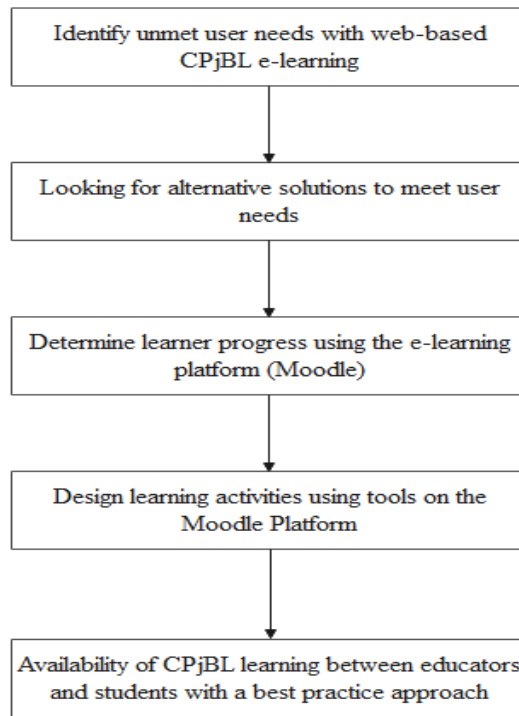 Identify unmet user needs with web-based
CPjBL e-learning
Looking for alternative solutions to meet user
needs
Determine learner progress using the e-learning
platform (Moodle)
Design learning activities using tools on the
Moodle Platform
Availability of CPjBL learning between educators
and students with a best practice approach